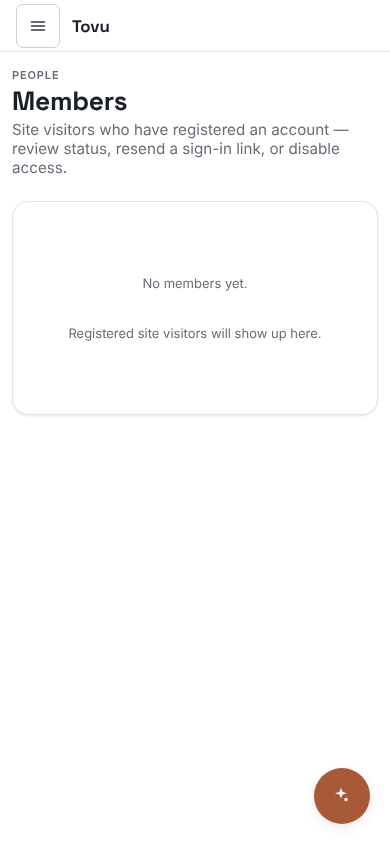 Tovu
PEOPLE
Members
Site visitors who have registered an account —
review status, resend a sign-in link, or disable
access.
No members yet.
Registered site visitors will show up here.